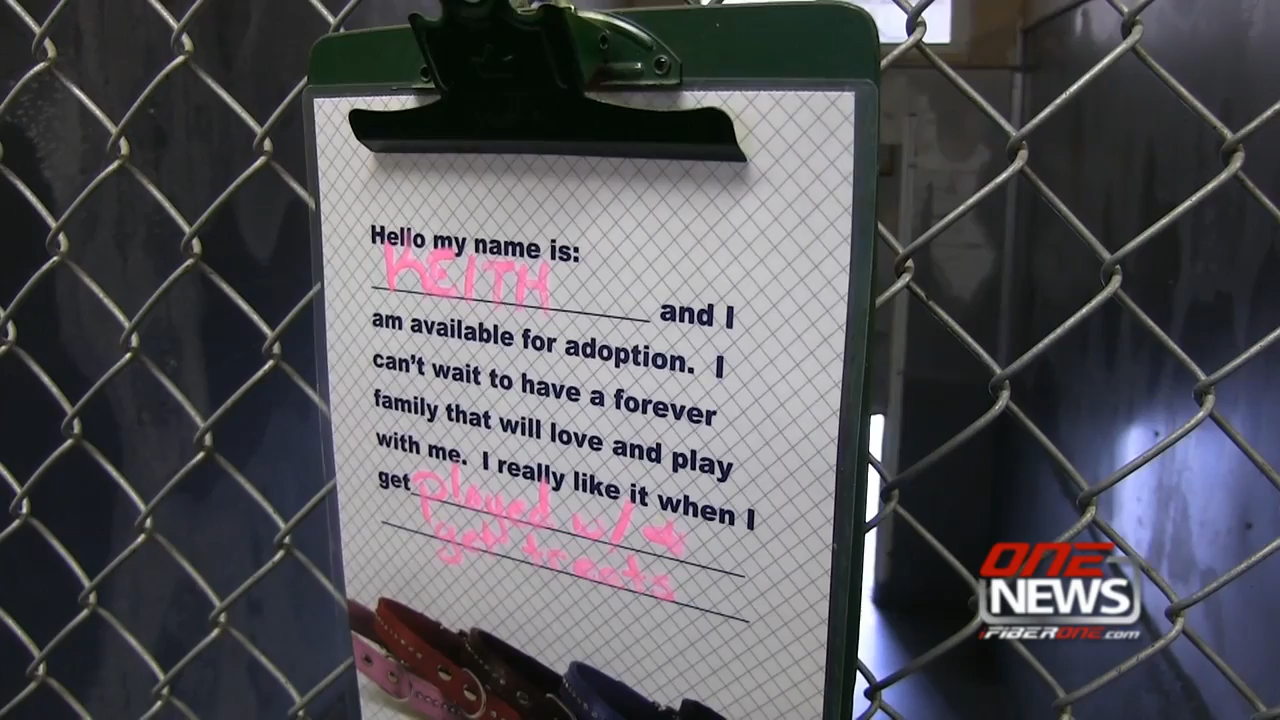 Hello my name is:
KEITH and I
am available for adoption. I
can't wait to have a forever
family that will love and play
with me. I really like it when I
get played w/ &
get treats
ONE
NEWS
iFIBERONE.com